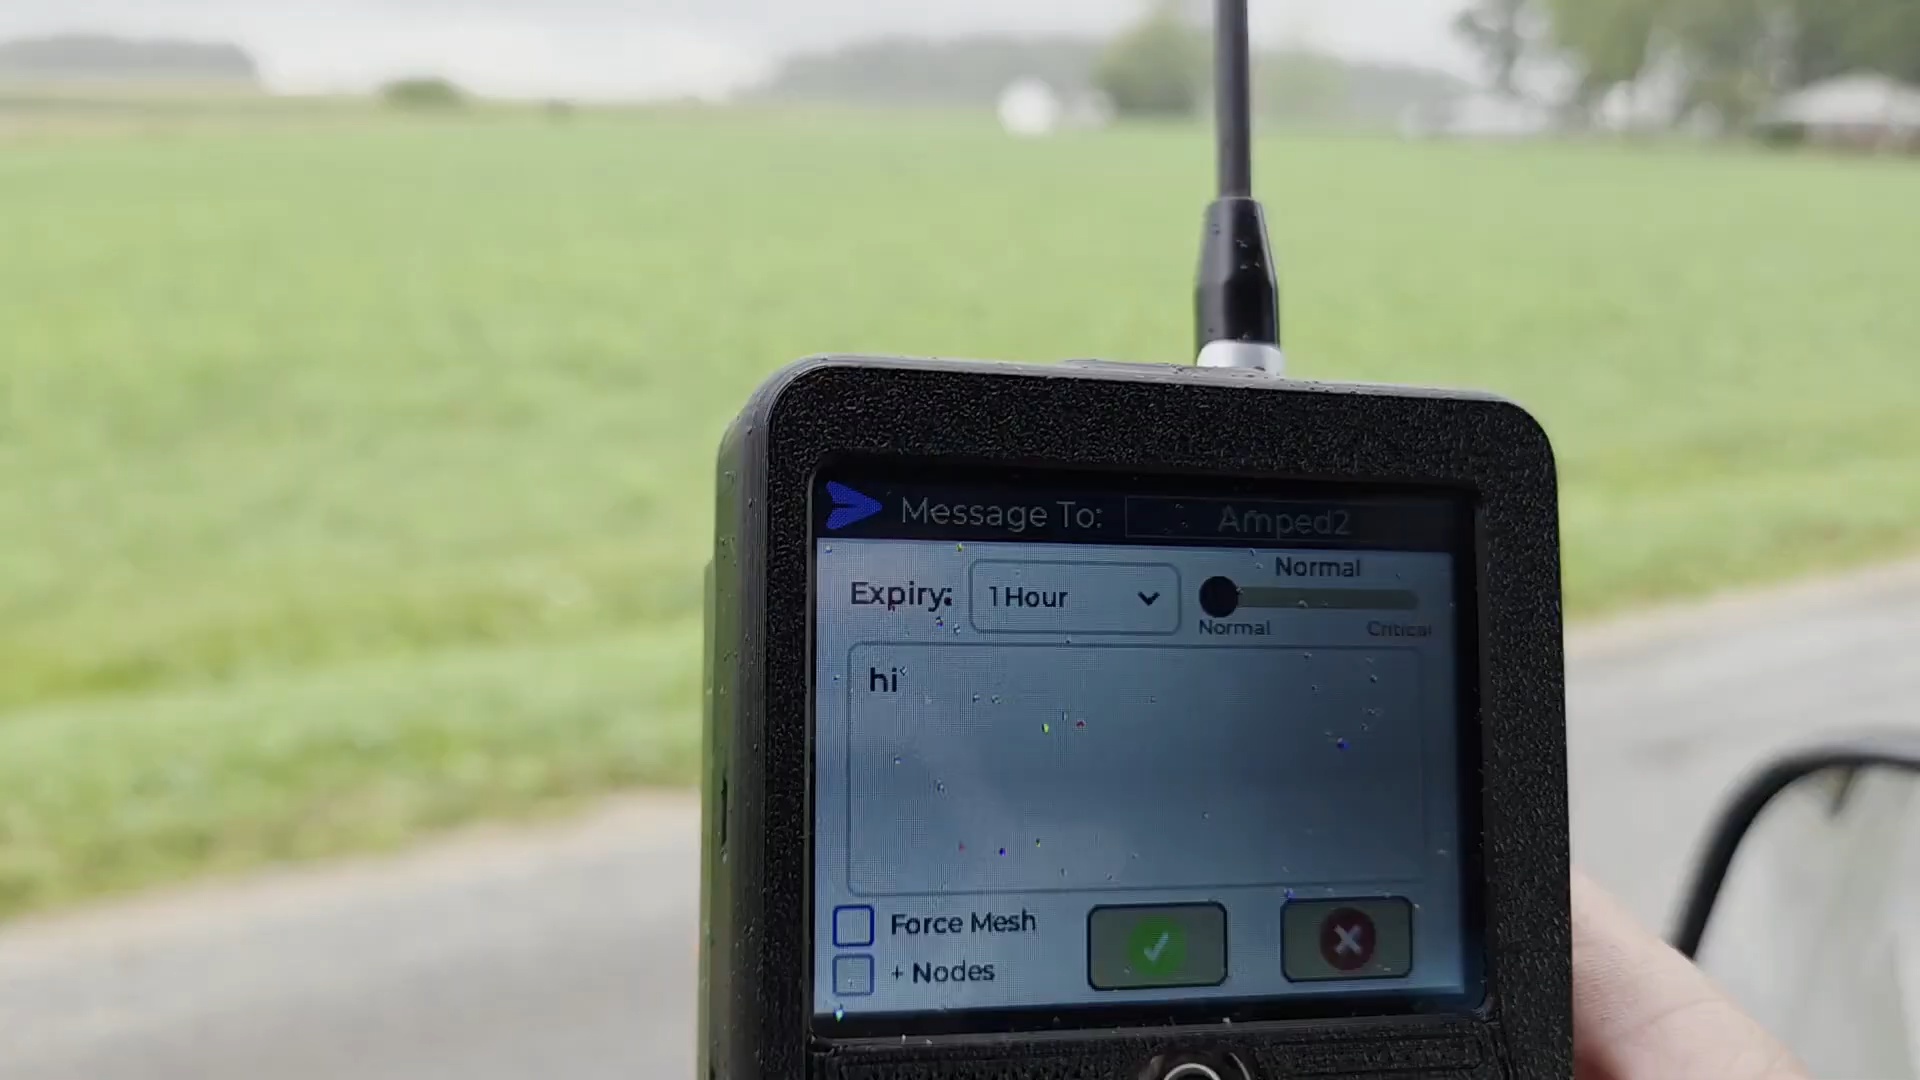 Message To: Amped2
Normal
Expiry: 1 Hour
Normal Critical
hi
Force Mesh
+ Nodes